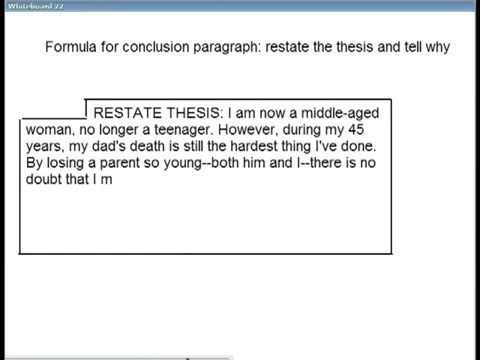 Whiteboard 22
Formula for conclusion paragraph: restate the thesis and tell why
RESTATE THESIS: I am now a middle-aged
woman, no longer a teenager. However, during my 45
years, my dad's death is still the hardest thing I've done.
By losing a parent so young--both him and I--there is no
doubt that I m